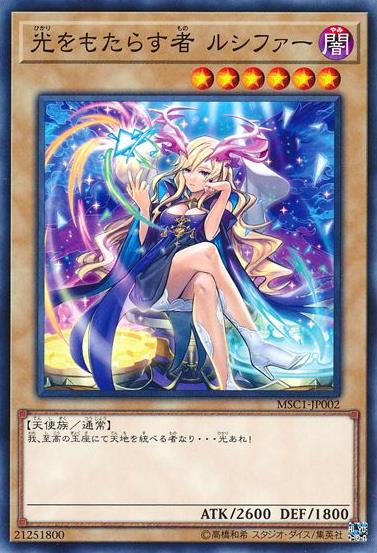 光をもたらす者 ルシファー
闇
MSC1-JP002
【天使族/通常】
我、至高の玉座にて天地を統べる者なり・・・光あれ!
ATK/2600 DEF/1800
21251800
©高橋和希 スタジオ・ダイス/集英社